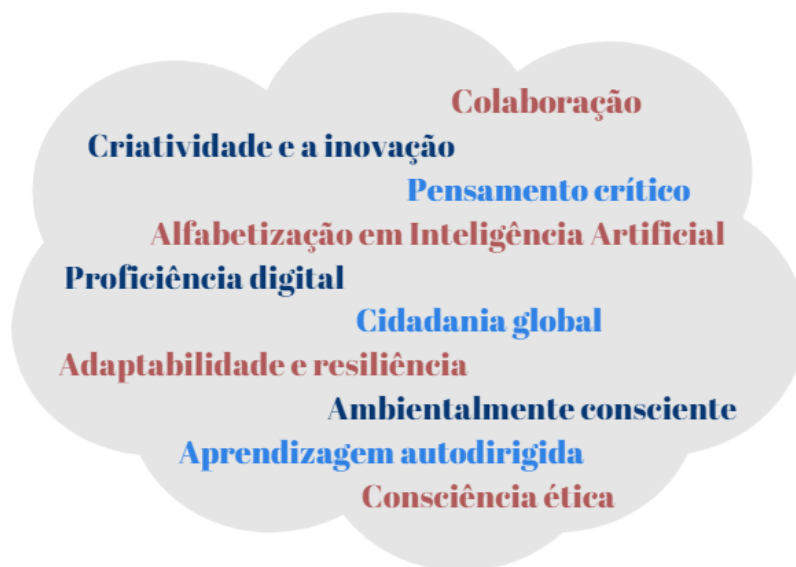 Colaboração
Criatividade e a inovação
Pensamento crítico
Alfabetização em Inteligência Artificial
Proficiência digital
Cidadania global
Adaptabilidade e resiliência
Ambientalmente consciente
Aprendizagem autodirigida
Consciência ética